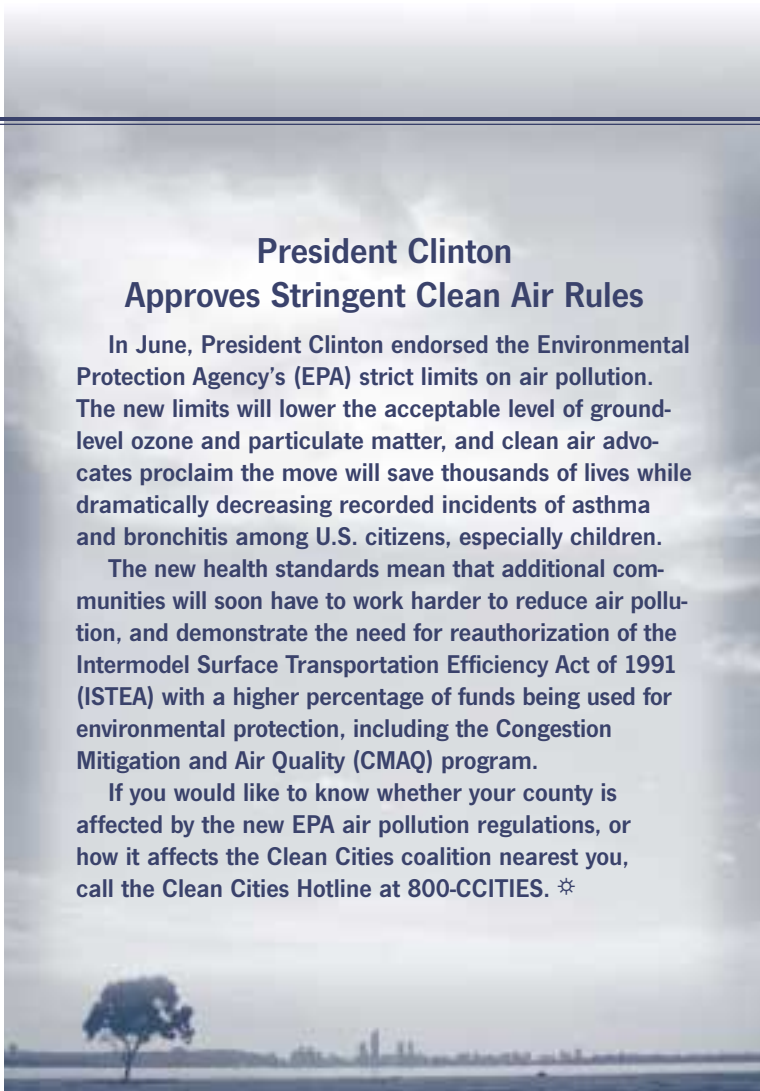 President Clinton
Approves Stringent Clean Air Rules
In June, President Clinton endorsed the Environmental
Protection Agency's (EPA) strict limits on air pollution.
The new limits will lower the acceptable level of ground-
level ozone and particulate matter, and clean air advo-
cates proclaim the move will save thousands of lives while
dramatically decreasing recorded incidents of asthma
and bronchitis among U.S. citizens, especially children.
The new health standards mean that additional com-
munities will soon have to work harder to reduce air pollu-
tion, and demonstrate the need for reauthorization of the
Intermodel Surface Transportation Efficiency Act of 1991
(ISTEA) with a higher percentage of funds being used for
environmental protection, including the Congestion
Mitigation and Air Quality (CMAQ) program.
If you would like to know whether your county is
affected by the new EPA air pollution regulations, or
how it affects the Clean Cities coalition nearest you,
call the Clean Cities Hotline at 800-CCITIES. ☼